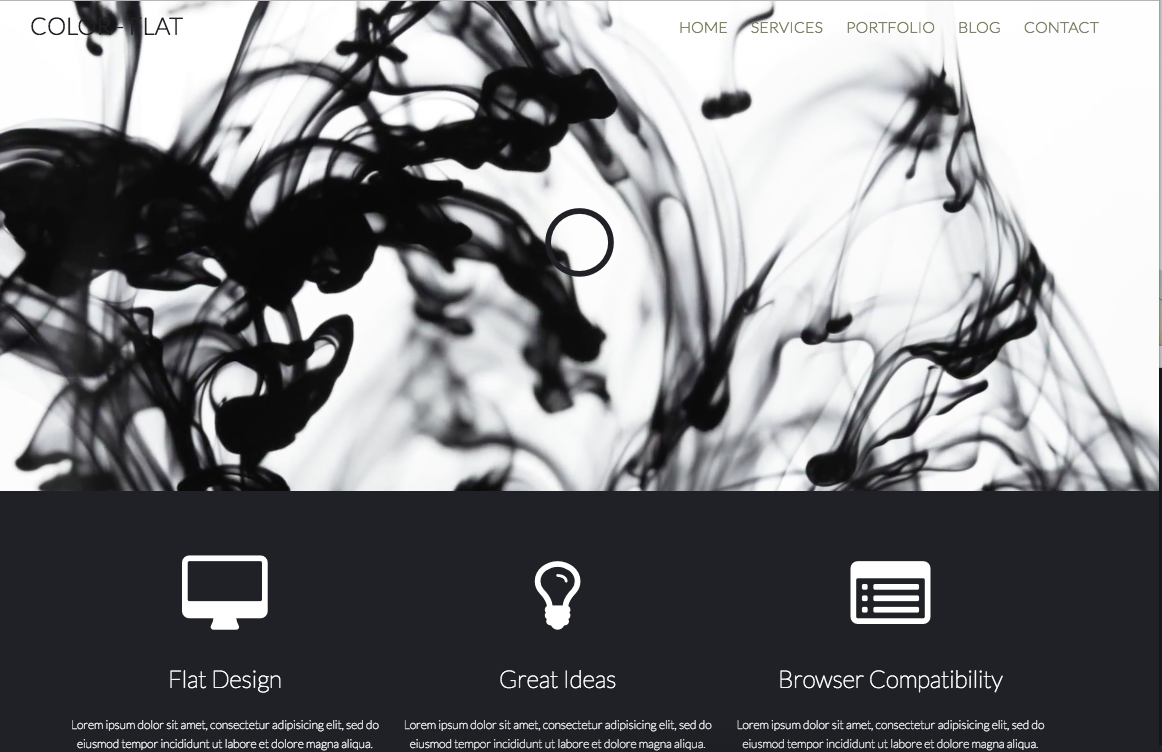 COLOR-FLAT
HOME SERVICES PORTFOLIO BLOG CONTACT
Flat Design
Great Ideas
Browser Compatibility
Lorem ipsum dolor sit amet, consectetur adipisicing elit, sed do
eiusmod tempor incididunt ut labore et dolore magna aliqua.
Lorem ipsum dolor sit amet, consectetur adipisicing elit, sed do
eiusmod tempor incididunt ut labore et dolore magna aliqua.
Lorem ipsum dolor sit amet, consectetur adipisicing elit, sed do
eiusmod tempor incididunt ut labore et dolore magna aliqua.